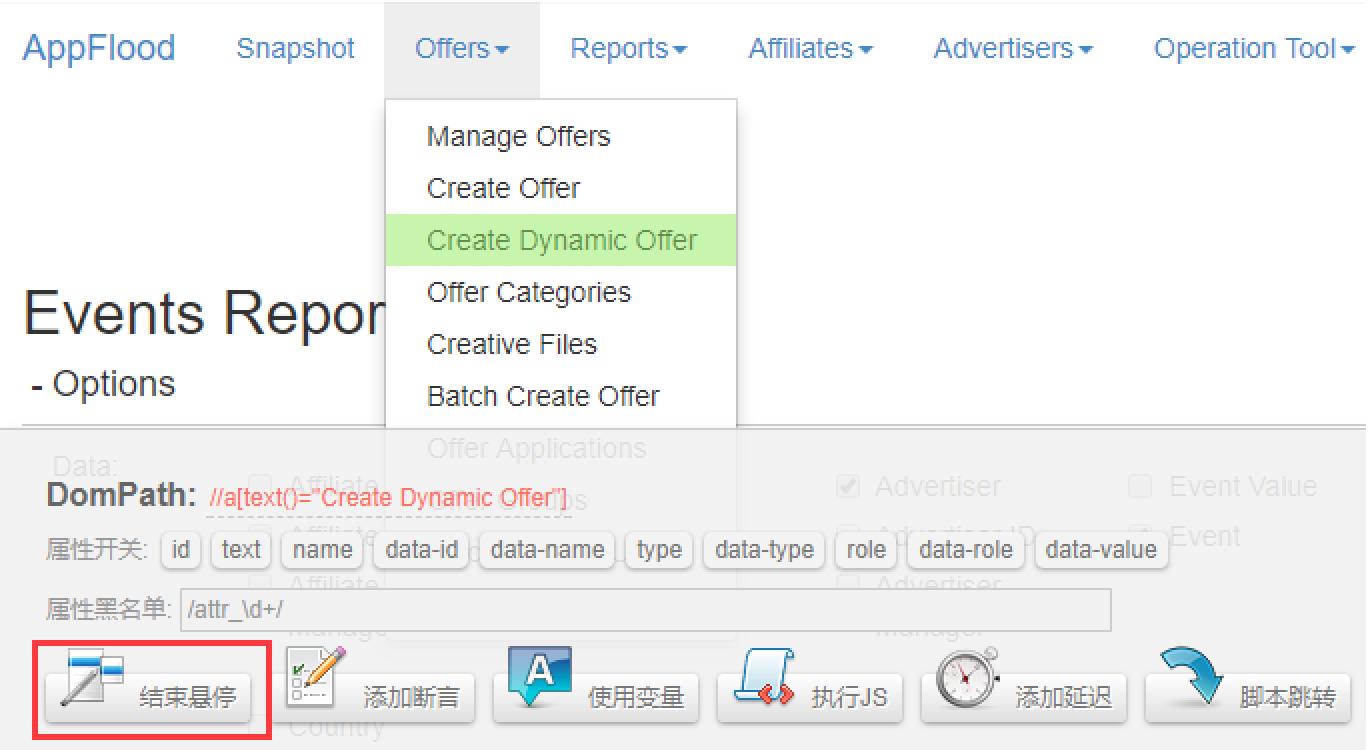 AppFlood Snapshot Offers Reports Affiliates Advertisers Operation Tool
Manage Offers
Create Offer
Create Dynamic Offer
Offer Categories
Events Repor
Creative Files
- Options
Batch Create Offer
Offer Applications
Data:
Affiliate Advertiser Event Value
DomPath: //a[text()="Create Dynamic Offer"]
Event
属性开关: id text name data-id data-name type data-type role data-role data-value
Affiliate Advertiser
属性黑名单: /attr_\d+/
Manager Manager
结束悬停 添加断言 使用变量 执行JS 添加延迟 脚本跳转
Country